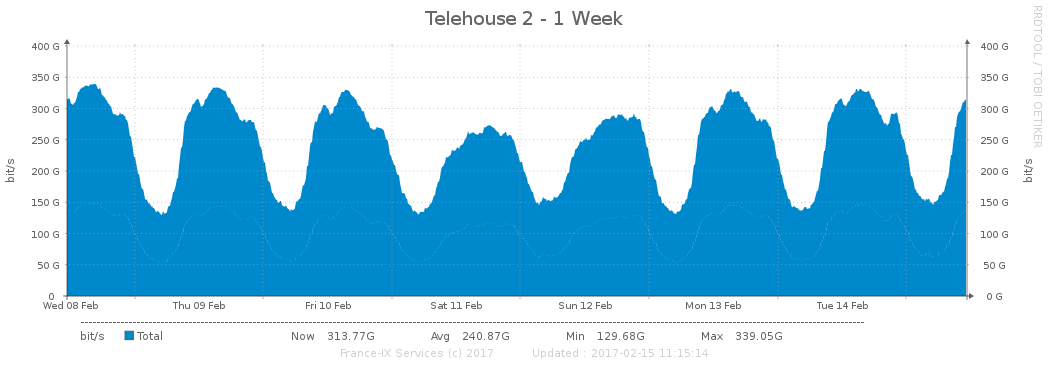 Telehouse 2 - 1 Week
RRDTOOL / TOBI OETIKER
400 G 400 G
350 G 350 G
300 G 300 G
250 G 250 G
200 G 200 G
150 G 150 G
100 G 100 G
50 G 50 G
0 0 G
bit/s bit/s
Wed 08 Feb Thu 09 Feb Fri 10 Feb Sat 11 Feb Sun 12 Feb Mon 13 Feb Tue 14 Feb
bit/s Total Now 313.77G Avg 240.87G Min 129.68G Max 339.05G
France-IX Services (c) 2017 Updated : 2017-02-15 11:15:14